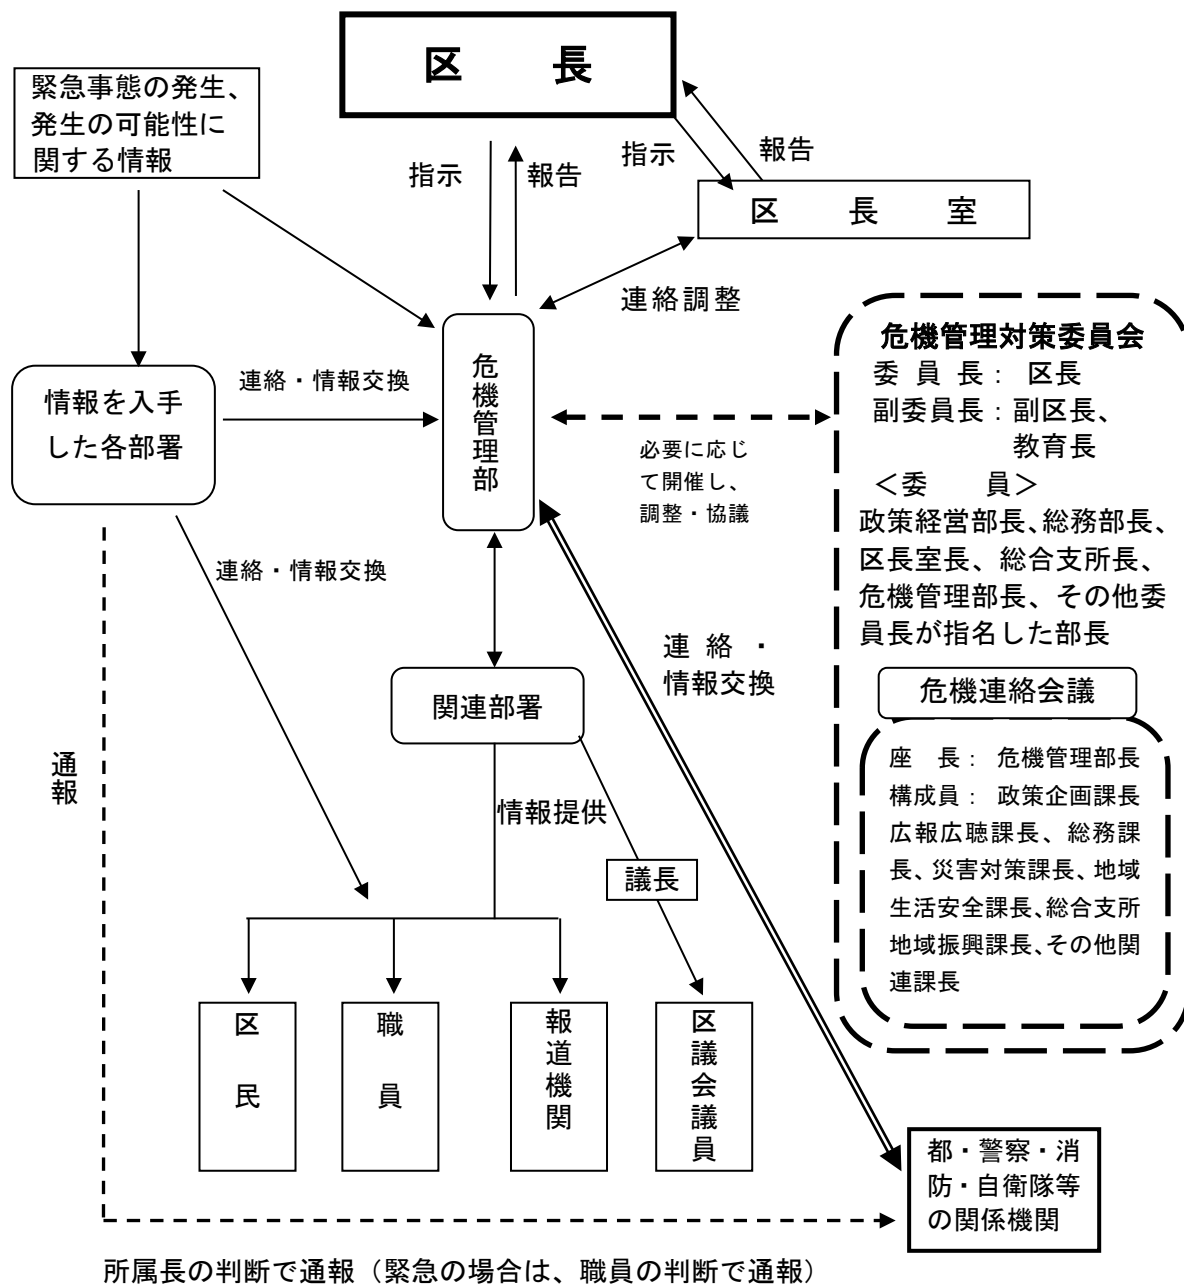 区　長
緊急事態の発生、
発生の可能性に
関する情報
指示
報告
指示
報告
区　長　室
連絡調整
危機管理部
情報を入手
した各部署
連絡・情報交換
必要に応じ
て開催し、
調整・協議
危機管理対策委員会
委 員 長： 区長
副委員長：副区長、
教育長
＜委　　員＞
政策経営部長、総務部長、
区長室長、総合支所長、
危機管理部長、その他委
員長が指名した部長
危機連絡会議
座　長： 危機管理部長
構成員： 政策企画課長
広報広聴課長、総務課
長、災害対策課長、地域
生活安全課長、総合支所
地域振興課長、その他関
連課長
連絡・情報交換
連 絡 ・
情報交換
関連部署
通報
情報提供
議長
区民
職員
報道機関
区議会議員
都・警察・消
防・自衛隊等
の関係機関
所属長の判断で通報（緊急の場合は、職員の判断で通報）